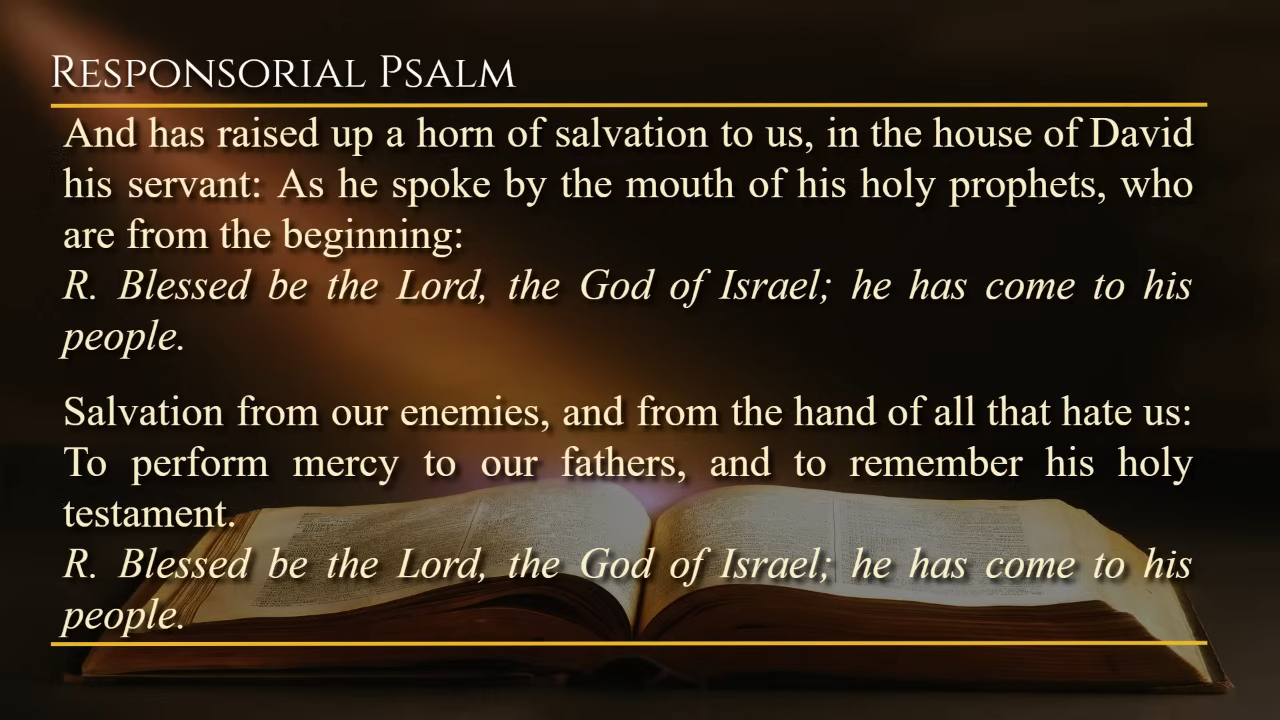 Responsorial Psalm
And has raised up a horn of salvation to us, in the house of David
his servant: As he spoke by the mouth of his holy prophets, who
are from the beginning:
R. Blessed be the Lord, the God of Israel; he has come to his
people.
Salvation from our enemies, and from the hand of all that hate us:
To perform mercy to our fathers, and to remember his holy
testament.
R. Blessed be the Lord, the God of Israel; he has come to his
people.